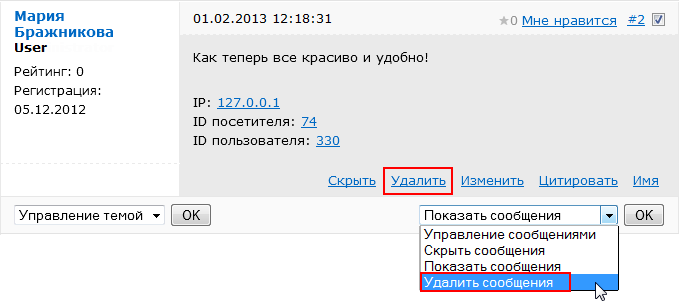 Мария
Бражникова
User
Рейтинг: 0
Регистрация:
05.12.2012
01.02.2013 12:18:31
0 Мне нравится #2
Как теперь все красиво и удобно!
IP: 127.0.0.1
ID посетителя: 74
ID пользователя: 330
Скрыть Удалить Изменить Цитировать Имя
Управление темой OK
Показать сообщения OK
Управление сообщениями
Скрыть сообщения
Показать сообщения
Удалить сообщения